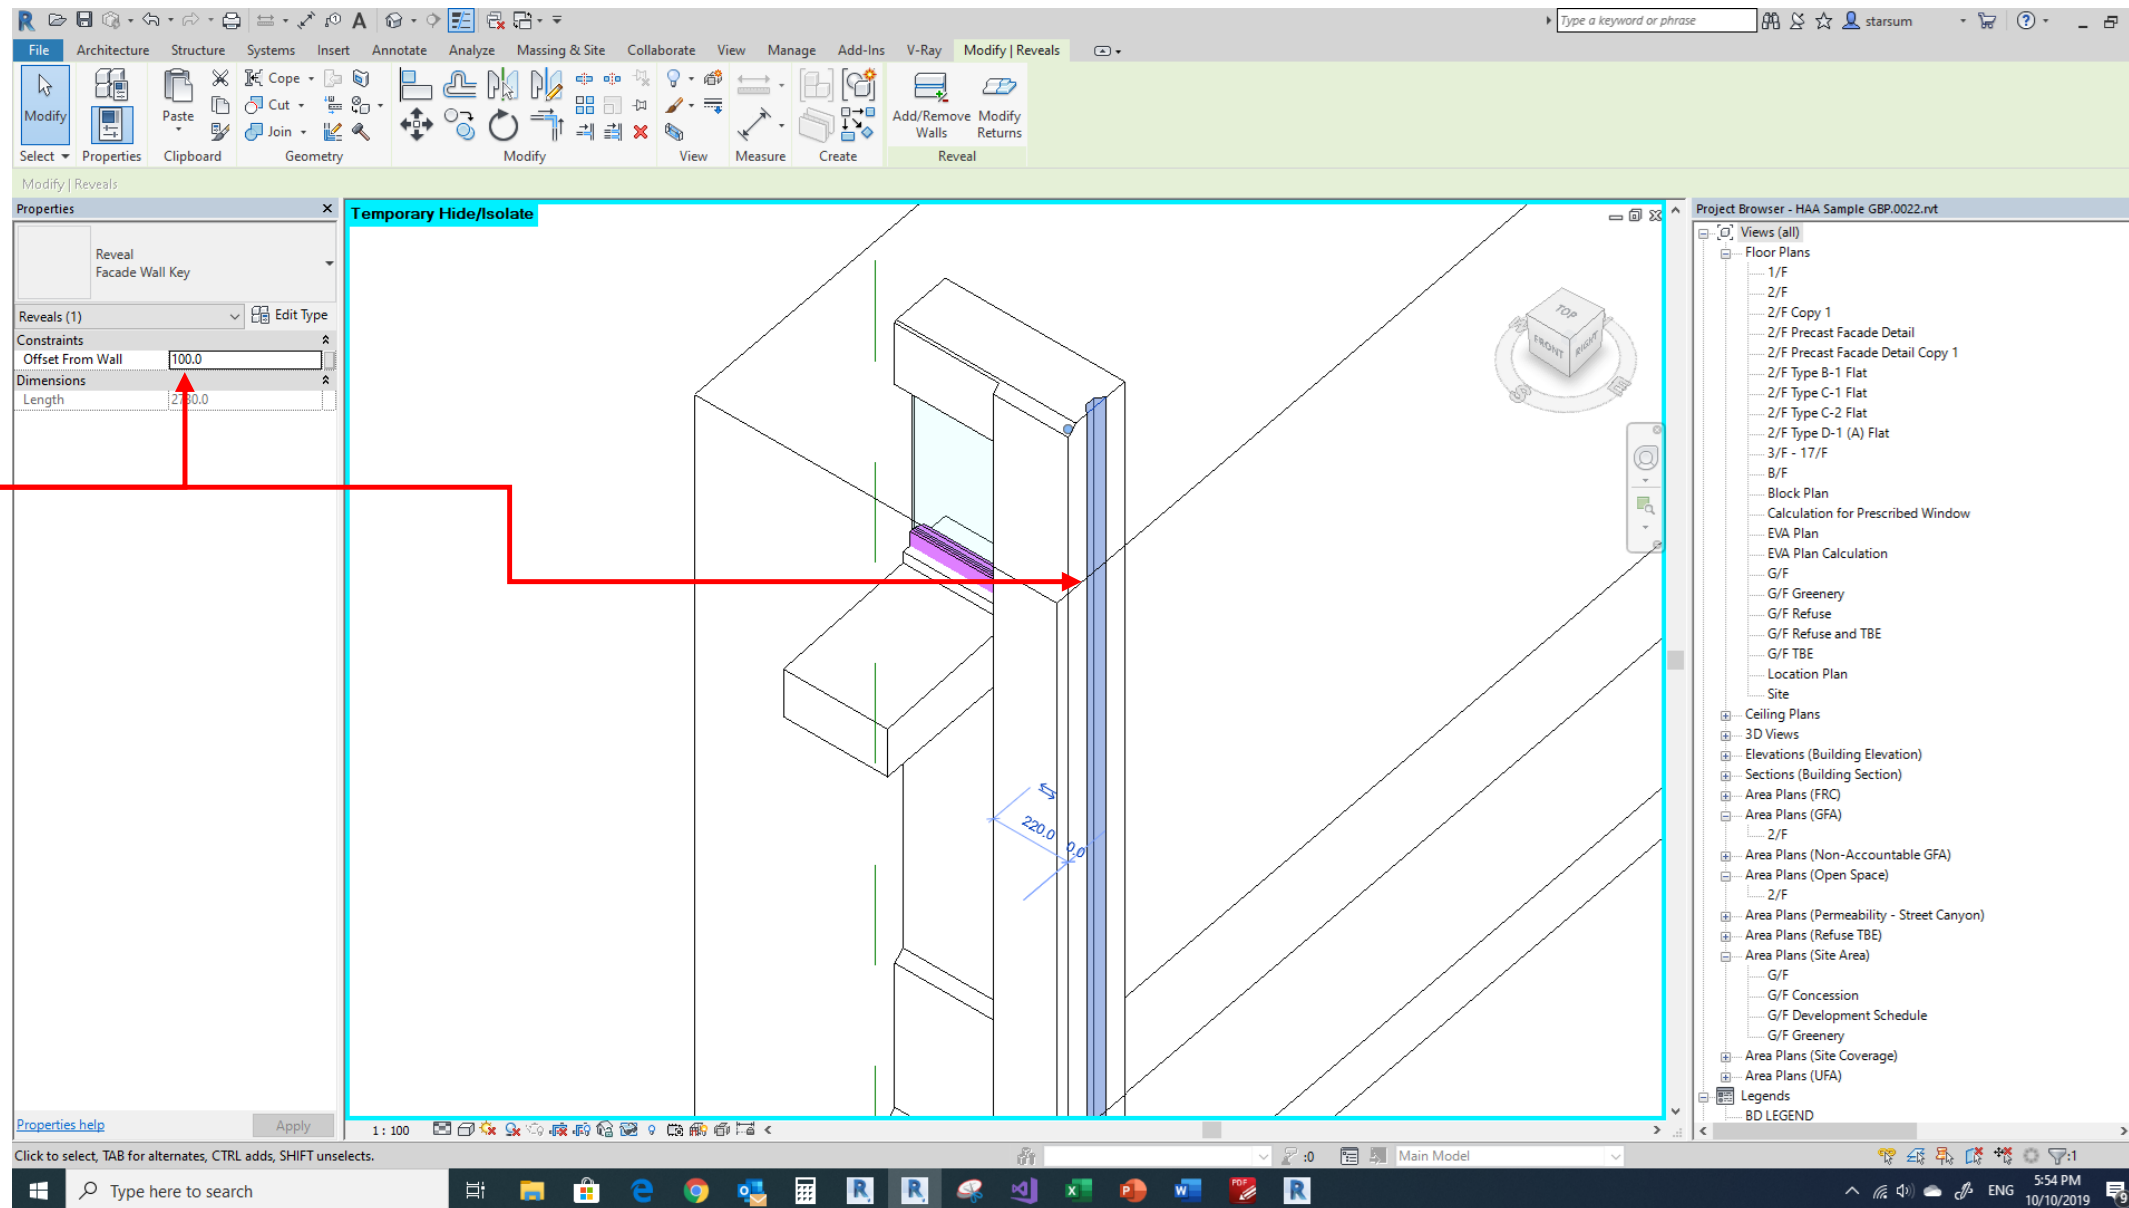 Type a keyword or phrase
starsum
File Architecture Structure Systems Insert Annotate Analyze Massing & Site Collaborate View Manage Add-Ins V-Ray Modify | Reveals
Modify
Paste
Cope
Cut
Join
Add/Remove Walls
Modify Returns
Select Properties Clipboard Geometry Modify View Measure Create Reveal
Modify | Reveals
Properties
Reveal
Facade Wall Key
Reveals (1) Edit Type
Constraints
Offset From Wall 100.0
Dimensions
Length
Properties help Apply
Temporary Hide/Isolate
TOP
FRONT
RIGHT
220.0
0.0
1 : 100
Project Browser - HAA Sample GBP.0022.rvt
Views (all)
Floor Plans
1/F
2/F
2/F Copy 1
2/F Precast Facade Detail
2/F Precast Facade Detail Copy 1
2/F Type B-1 Flat
2/F Type C-1 Flat
2/F Type C-2 Flat
2/F Type D-1 (A) Flat
3/F - 17/F
B/F
Block Plan
Calculation for Prescribed Window
EVA Plan
EVA Plan Calculation
G/F
G/F Greenery
G/F Refuse
G/F Refuse and TBE
G/F TBE
Location Plan
Site
Ceiling Plans
3D Views
Elevations (Building Elevation)
Sections (Building Section)
Area Plans (FRC)
Area Plans (GFA)
2/F
Area Plans (Non-Accountable GFA)
Area Plans (Open Space)
2/F
Area Plans (Permeability - Street Canyon)
Area Plans (Refuse TBE)
Area Plans (Site Area)
G/F
G/F Concession
G/F Development Schedule
G/F Greenery
Area Plans (Site Coverage)
Area Plans (UFA)
Legends
BD LEGEND
Click to select, TAB for alternates, CTRL adds, SHIFT unselects.
:0
Main Model
:1
Type here to search
ENG
5:54 PM
10/10/2019